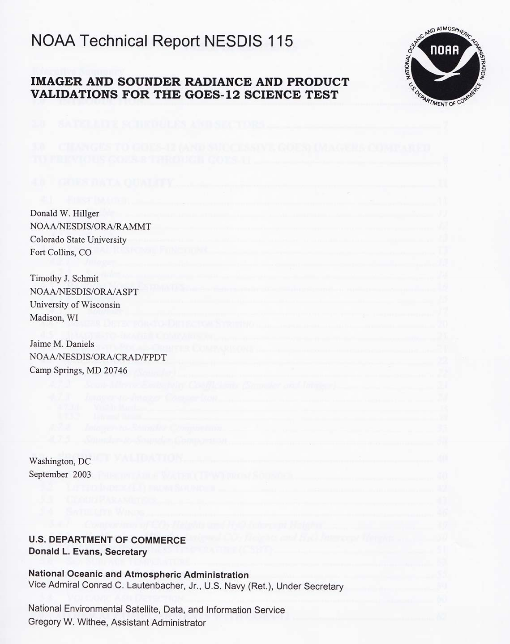 NOAA Technical Report NESDIS 115
NATIONAL OCEANIC AND ATMOSPHERIC ADMINISTRATION
NOAA
U.S. DEPARTMENT OF COMMERCE
IMAGER AND SOUNDER RADIANCE AND PRODUCT
VALIDATIONS FOR THE GOES-12 SCIENCE TEST
Donald W. Hillger
NOAA/NESDIS/ORA/RAMMT
Colorado State University
Fort Collins, CO
Timothy J. Schmit
NOAA/NESDIS/ORA/ASPT
University of Wisconsin
Madison, WI
Jaime M. Daniels
NOAA/NESDIS/ORA/CRAD/FPDT
Camp Springs, MD 20746
Washington, DC
September 2003
U.S. DEPARTMENT OF COMMERCE
Donald L. Evans, Secretary
National Oceanic and Atmospheric Administration
Vice Admiral Conrad C. Lautenbacher, Jr., U.S. Navy (Ret.), Under Secretary
National Environmental Satellite, Data, and Information Service
Gregory W. Withee, Assistant Administrator